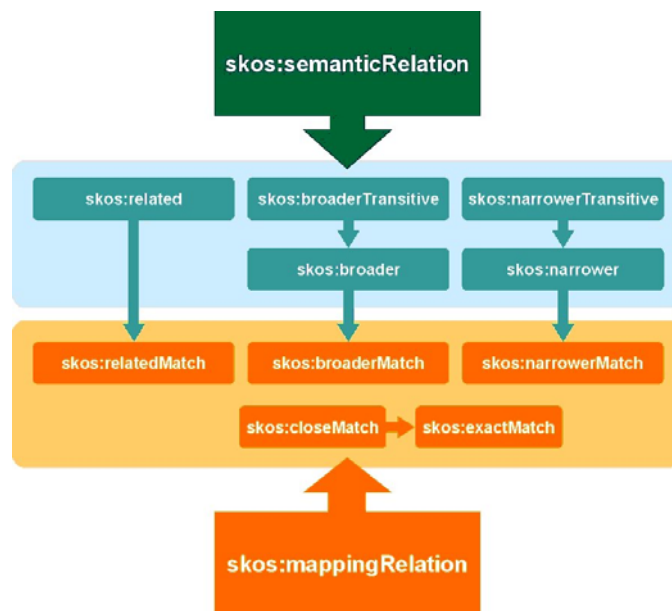 skos:semanticRelation
skos:related
skos:broaderTransitive
skos:narrowerTransitive
skos:broader
skos:narrower
skos:relatedMatch
skos:broaderMatch
skos:narrowerMatch
skos:closeMatch
skos:exactMatch
skos:mappingRelation